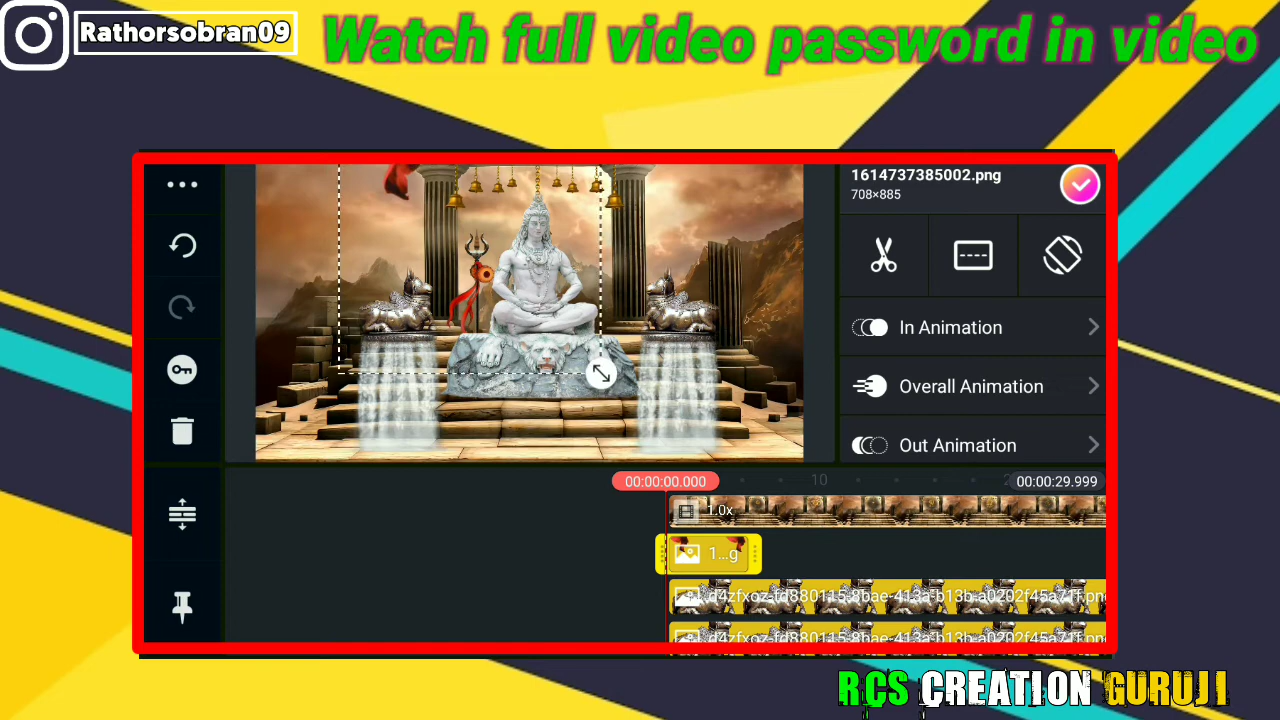 Rathorsobran09
Watch full video password in video
1614737385002.png
708×885
In Animation
Overall Animation
Out Animation
00:00:00.000
10
00:00:29.999
1.0x
1...g
RCS CREATION GURUJI